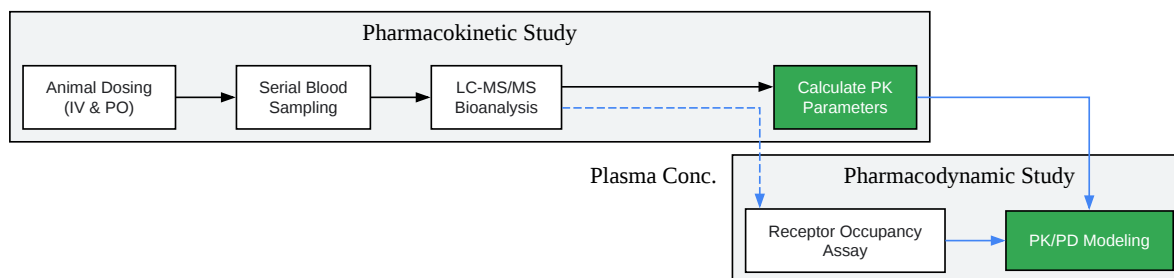 Pharmacokinetic Study
Animal Dosing
(IV & PO)
Serial Blood
Sampling
LC-MS/MS
Bioanalysis
Calculate PK
Parameters
Plasma Conc.
Pharmacodynamic Study
Receptor Occupancy
Assay
PK/PD Modeling